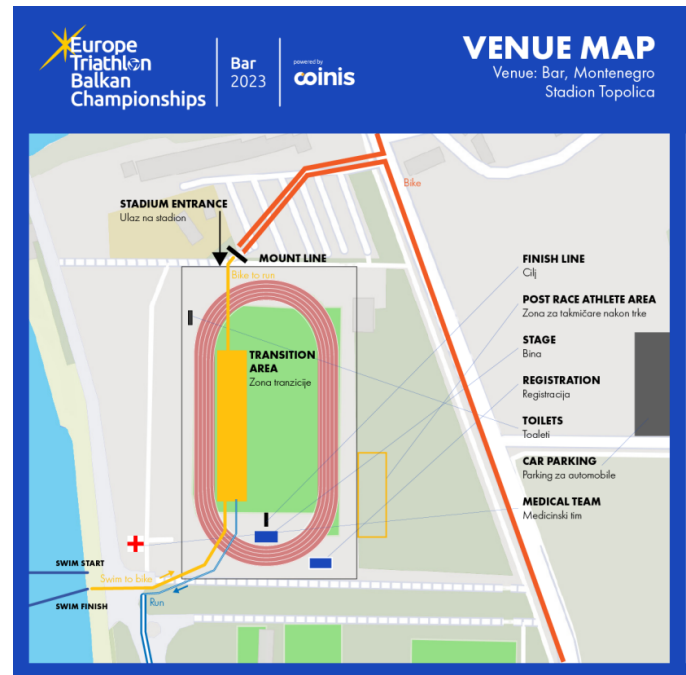 Europe
Triathlon
Balkan
Championships
Bar
2023
powered by
coinis
VENUE MAP
Venue: Bar, Montenegro
Stadion Topolica
Bike
STADIUM ENTRANCE
Ulaz na stadion
MOUNT LINE
Bike to run
TRANSITION
AREA
Zona tranzicije
FINISH LINE
Cilj
POST RACE ATHLETE AREA
Zona za takmičare nakon trke
STAGE
Bina
REGISTRATION
Registracija
TOILETS
Toaleti
CAR PARKING
Parking za automobile
MEDICAL TEAM
Medicinski tim
SWIM START
Swim to bike
SWIM FINISH
Run